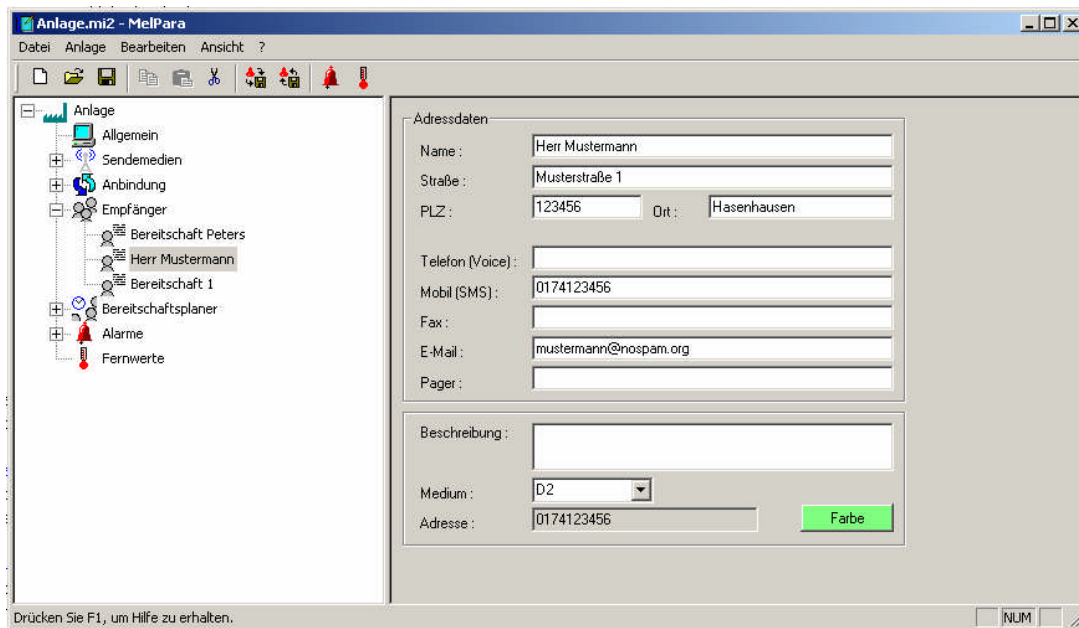 Anlage.mi2 - MelPara
Datei Anlage Bearbeiten Ansicht ?
Anlage
Allgemein
Sendemedien
Anbindung
Empfänger
Bereitschaft Peters
Herr Mustermann
Bereitschaft 1
Bereitschaftsplaner
Alarme
Fernwerte
Adressdaten
Name : Herr Mustermann
Straße : Musterstraße 1
PLZ : 123456 Ort : Hasenhausen
Telefon (Voice) :
Mobil (SMS) : 0174123456
Fax :
E-Mail : mustermann@nospam.org
Pager :
Beschreibung :
Medium : D2
Adresse : 0174123456 Farbe
Drücken Sie F1, um Hilfe zu erhalten. NUM